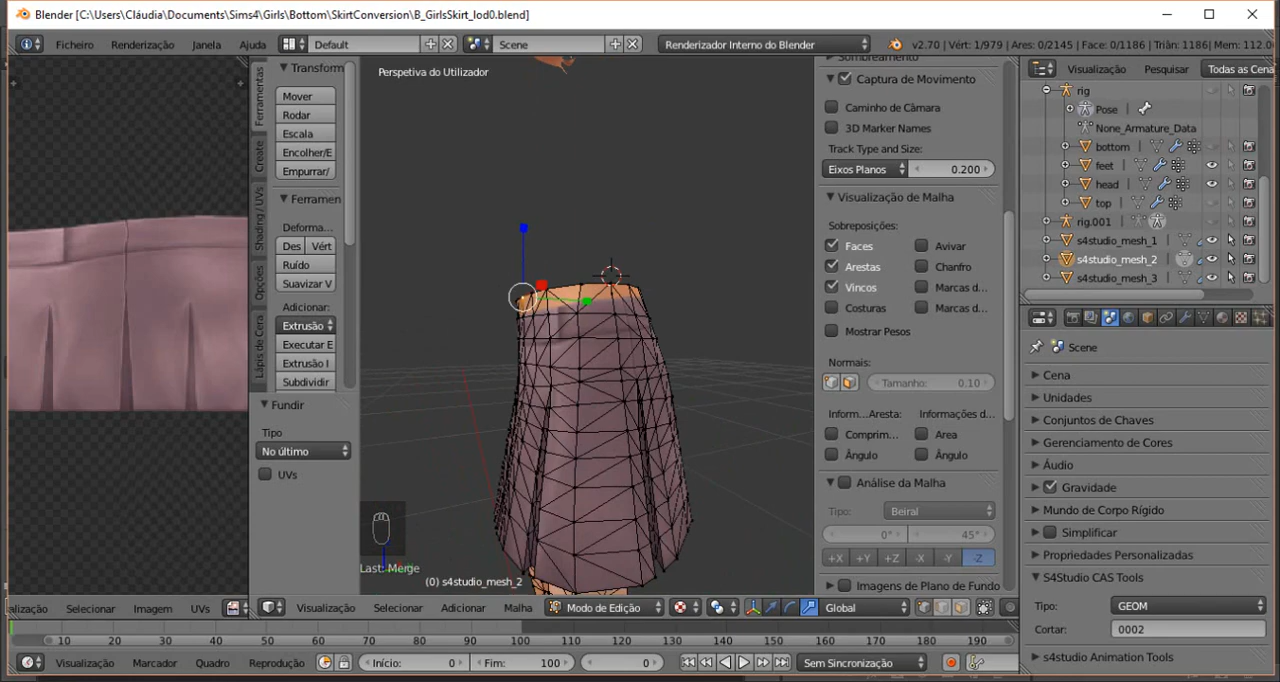 Blender [C:\Users\Cláudia\Documents\Sims4\Girls\Bottom\SkirtConversion\B_GirlsSkirt_lod0.blend]
Ficheiro Renderização Janela Ajuda Default Scene Renderizador Interno do Blender v2.70 | Vért: 1/979 | Ares: 0/2145 | Face: 0/1186 | Triân: 1186| Mem: 112.0
Ferramentas
Create
Shading / UVs
Opções
Lápis de Cera
Transform
Mover
Rodar
Escala
Encolher/E
Empurrar/
Ferramen
Deforma...
Des Vért
Ruído
Suavizar V
Adicionar:
Extrusão
Executar E
Extrusão I
Subdividir
Fundir
Tipo
No último
UVs
Perspetiva do Utilizador
Last: Merge
(0) s4studio_mesh_2
Sombreamento
Captura de Movimento
Caminho de Câmara
3D Marker Names
Track Type and Size:
Eixos Planos 0.200
Visualização de Malha
Sobreposições:
Faces Avivar
Arestas Chanfro
Vincos Marcas d...
Costuras Marcas d...
Mostrar Pesos
Normais:
Tamanho: 0.10
Inform...Aresta: Informações d...
Comprim... Area
Ângulo Ângulo
Análise da Malha
Tipo: Beiral
0° 45°
+X +Y +Z -X -Y -Z
Imagens de Plano de Fundo
Visualização Pesquisar Todas as Cena
rig
Pose
None_Armature_Data
bottom
feet
head
top
rig.001
s4studio_mesh_1
s4studio_mesh_2
s4studio_mesh_3
Scene
Cena
Unidades
Conjuntos de Chaves
Gerenciamento de Cores
Áudio
Gravidade
Mundo de Corpo Rígido
Simplificar
Propriedades Personalizadas
S4Studio CAS Tools
Tipo: GEOM
Cortar: 0002
s4studio Animation Tools
alização Selecionar Imagem UVs
Visualização Selecionar Adicionar Malha Modo de Edição Global
10 20 30 40 50 60 70 80 90 100 110 120 130 140 150 160 170 180 190
Visualização Marcador Quadro Reprodução Início: 0 Fim: 100 0 Sem Sincronização